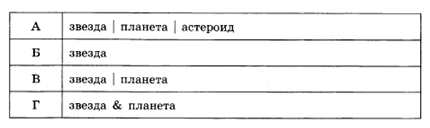 А звезда | планета | астероид
Б звезда
В звезда | планета
Г звезда & планета